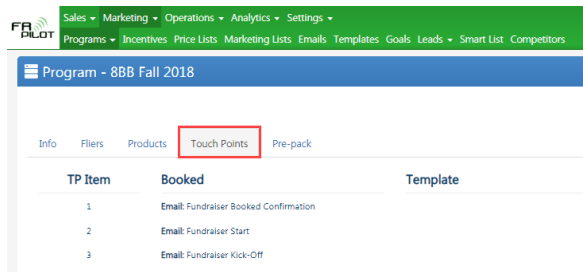 FR PILOT
Sales Marketing Operations Analytics Settings
Programs Incentives Price Lists Marketing Lists Emails Templates Goals Leads Smart List Competitors
Program - 8BB Fall 2018
Info Fliers Products Touch Points Pre-pack
TP Item Booked Template
1 Email: Fundraiser Booked Confirmation
2 Email: Fundraiser Start
3 Email: Fundraiser Kick-Off